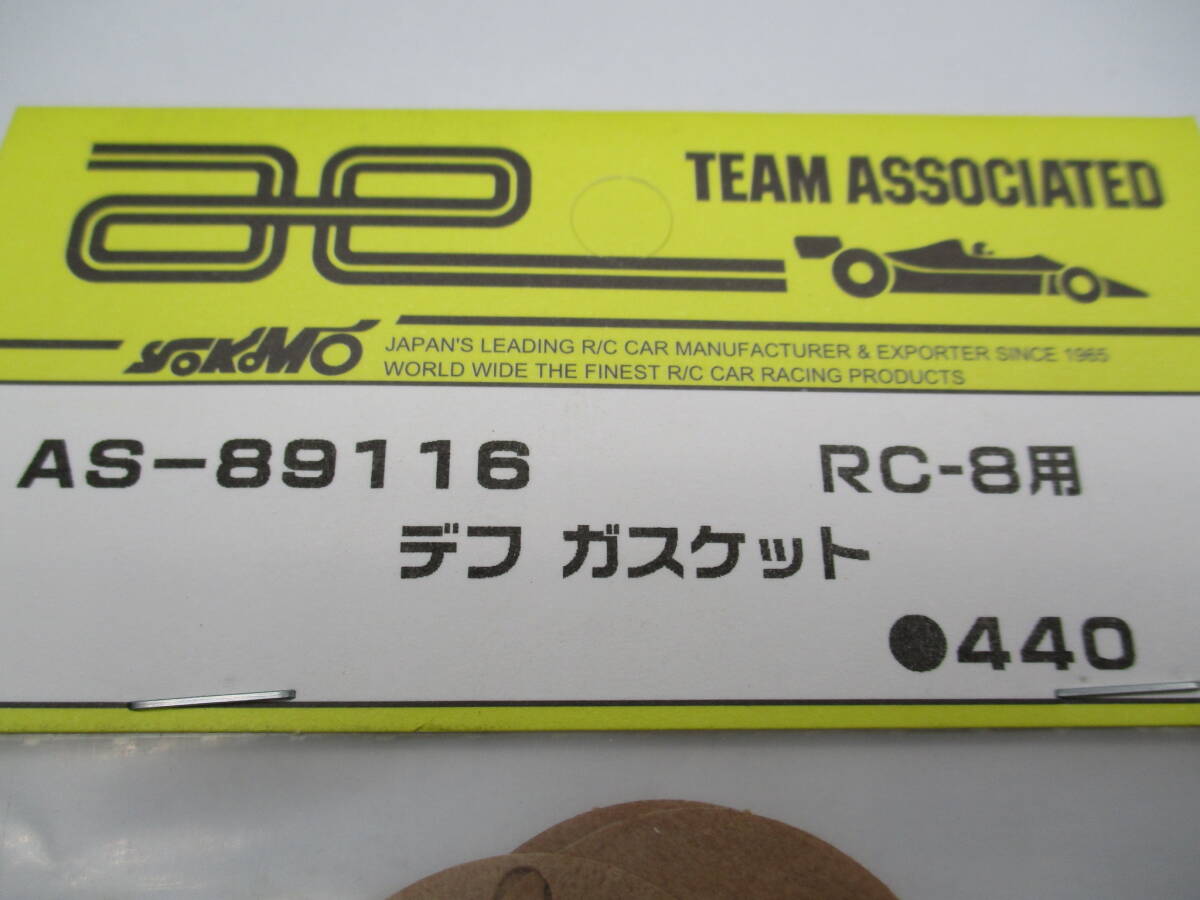 ae
TEAM ASSOCIATED
YOKOMO
JAPAN'S LEADING R/C CAR MANUFACTURER & EXPORTER SINCE 1965
WORLD WIDE THE FINEST R/C CAR RACING PRODUCTS
AS-89116
RC-8用
デフ ガスケット
●440